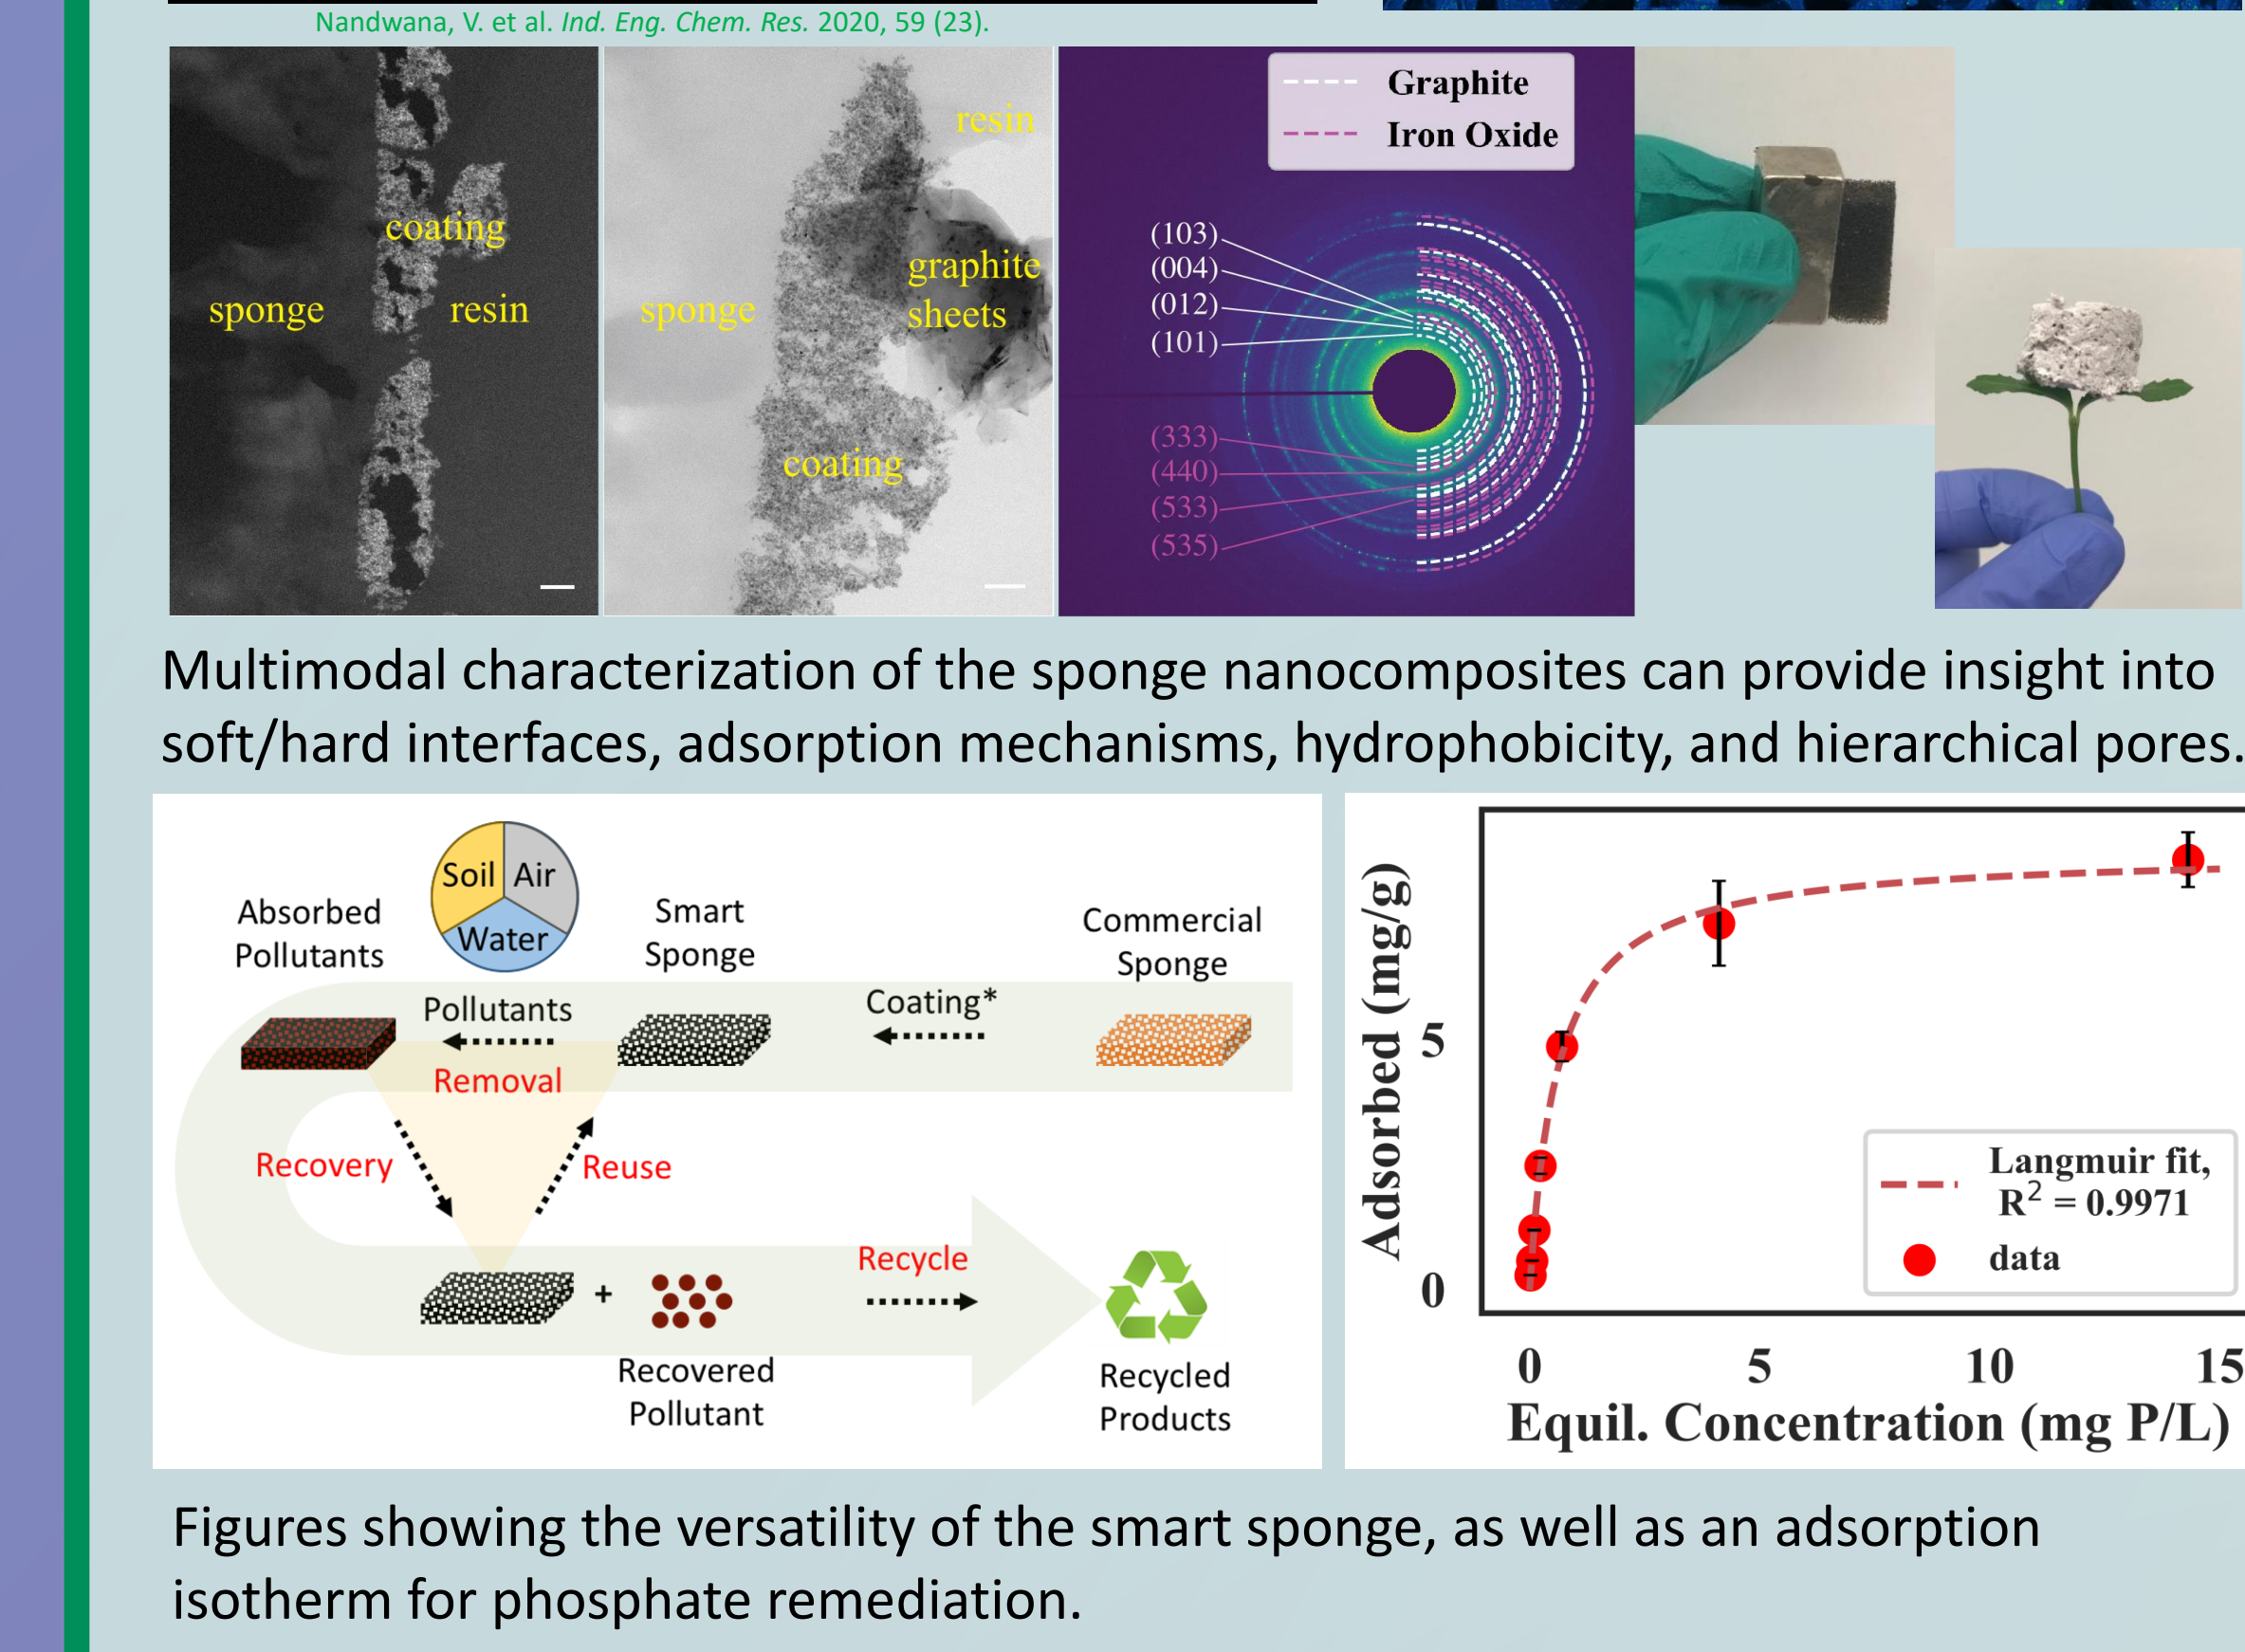 Nandwana, V. et al. Ind. Eng. Chem. Res. 2020, 59 (23).
sponge
coating
resin
resin
sponge
graphite
sheets
coating
Graphite
Iron Oxide
(103)
(004)
(012)
(101)
(333)
(440)
(533)
(535)
Multimodal characterization of the sponge nanocomposites can provide insight into
soft/hard interfaces, adsorption mechanisms, hydrophobicity, and hierarchical pores.
Soil
Air
Water
Absorbed
Pollutants
Smart
Sponge
Commercial
Sponge
Pollutants
Removal
Coating*
Recovery
Reuse
+
Recycle
Recovered
Pollutant
Recycled
Products
Adsorbed (mg/g)
5
0
Langmuir fit,
R² = 0.9971
data
0 5 10 15
Equil. Concentration (mg P/L)
Figures showing the versatility of the smart sponge, as well as an adsorption
isotherm for phosphate remediation.